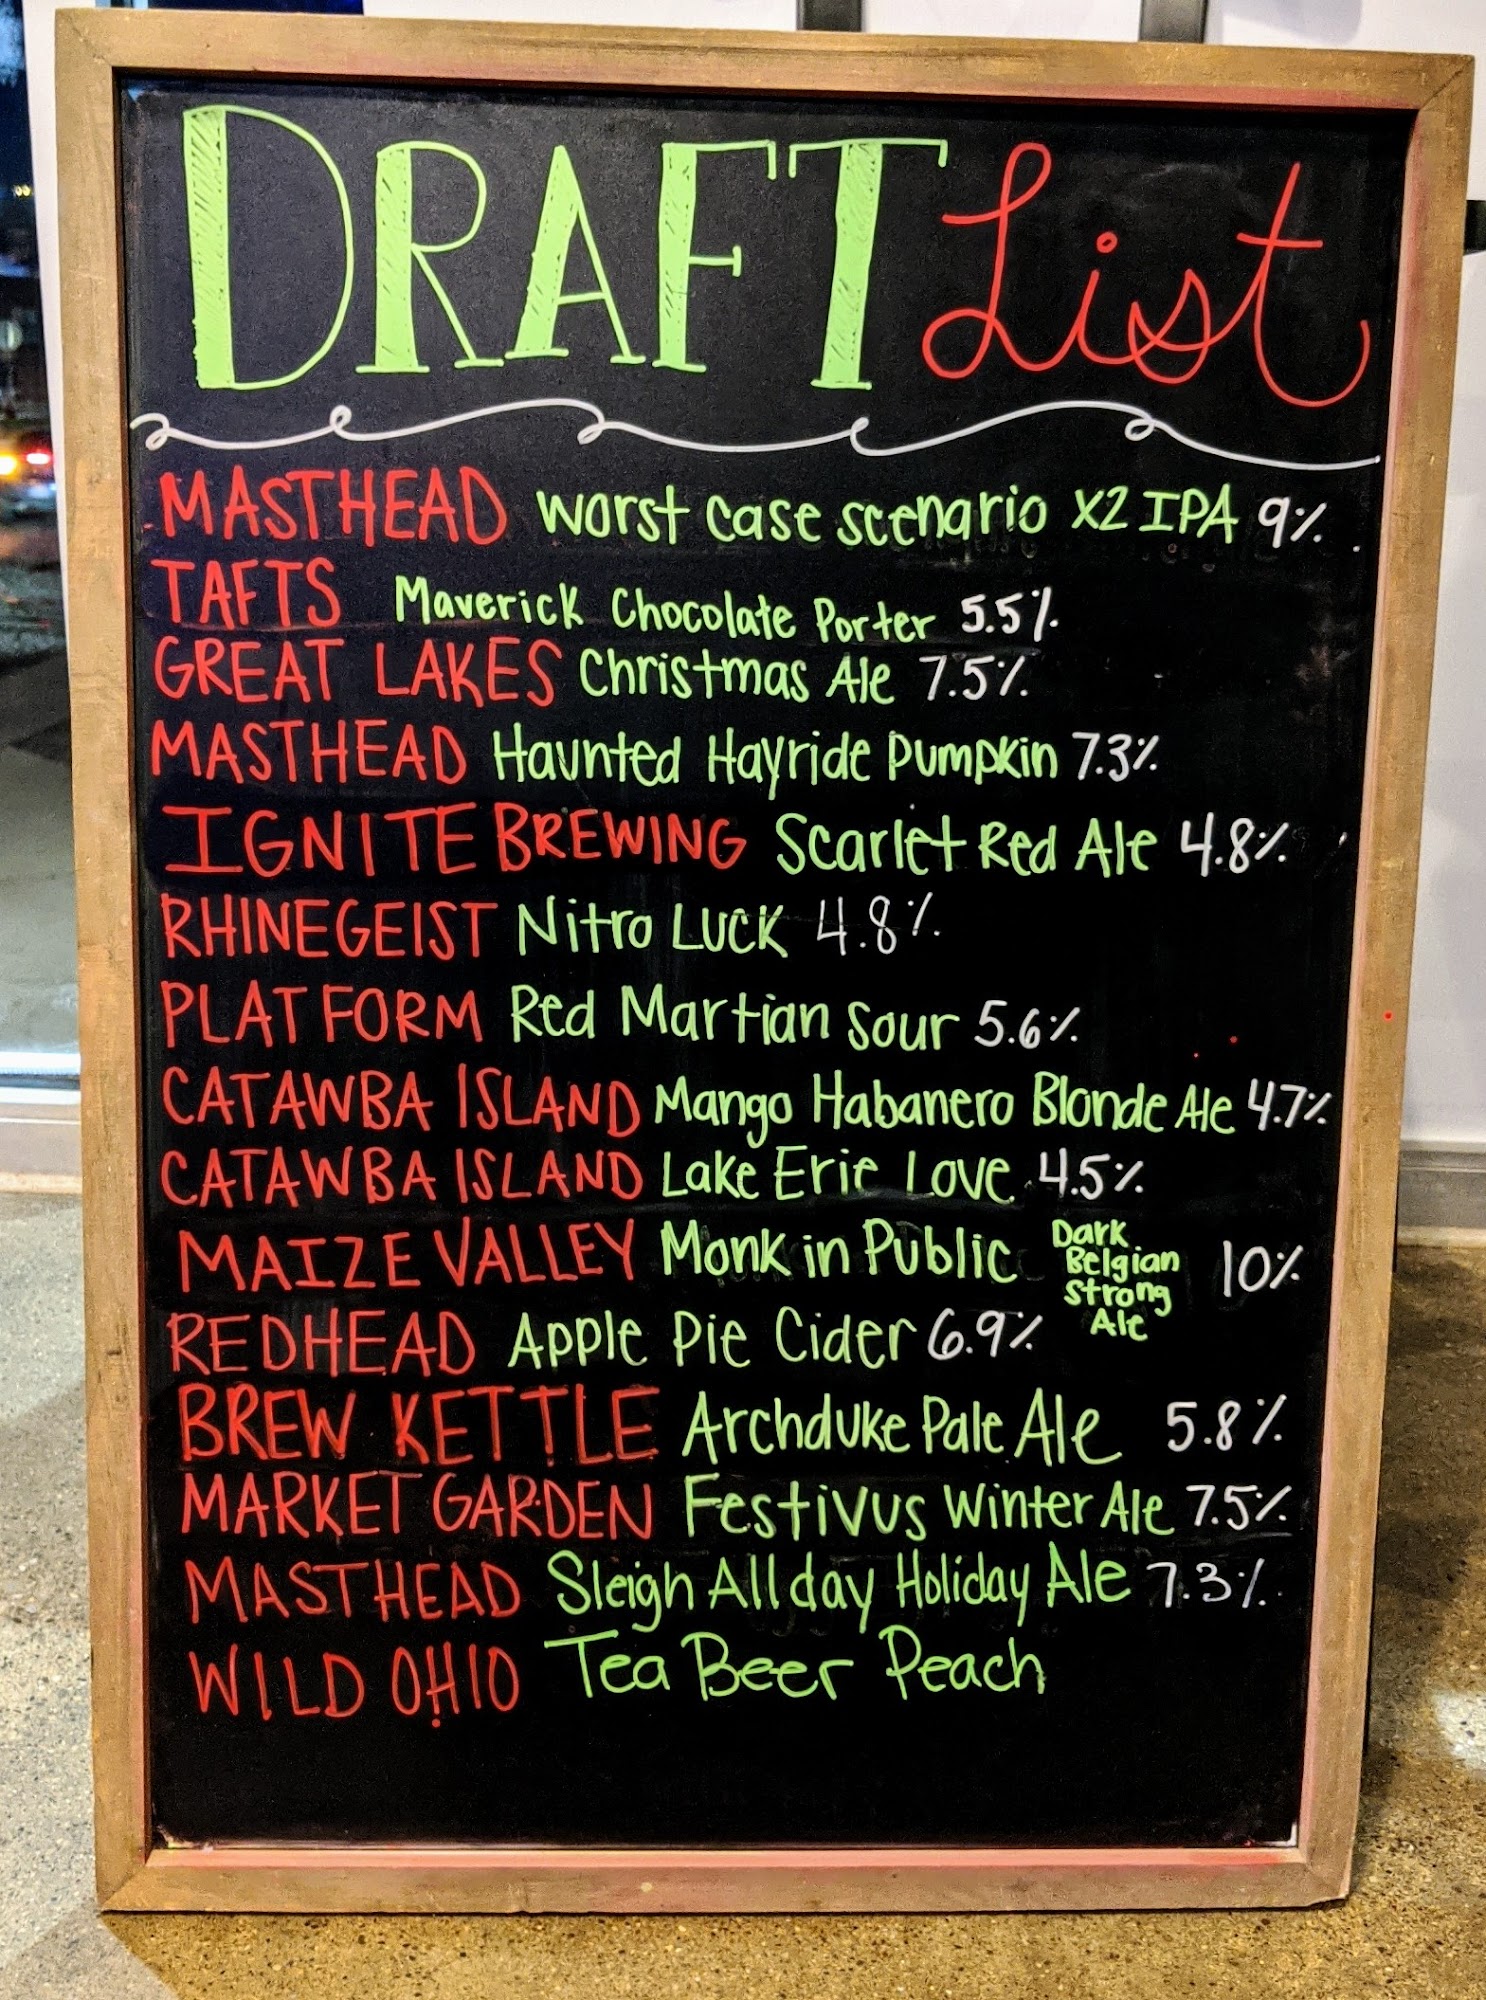 DRAFT List
MASTHEAD Worst case scenario X2 IPA 9%
TAFTS Maverick Chocolate Porter 5.5%
GREAT LAKES Christmas Ale 7.5%
MASTHEAD Haunted Hayride Pumpkin 7.3%
IGNITE BREWING Scarlet Red Ale 4.8%
RHINEGEIST Nitro Luck 4.8%
PLATFORM Red Martian Sour 5.6%
CATAWBA ISLAND Mango Habanero Blonde Ale 4.7%
CATAWBA ISLAND Lake Erie Love 4.5%
MAIZE VALLEY Monk in Public Dark Belgian Strong Ale 10%
REDHEAD Apple Pie Cider 6.9%
BREW KETTLE Archduke Pale Ale 5.8%
MARKET GARDEN Festivus Winter Ale 7.5%
MASTHEAD Sleigh All day Holiday Ale 7.3%
WILD OHIO Tea Beer Peach